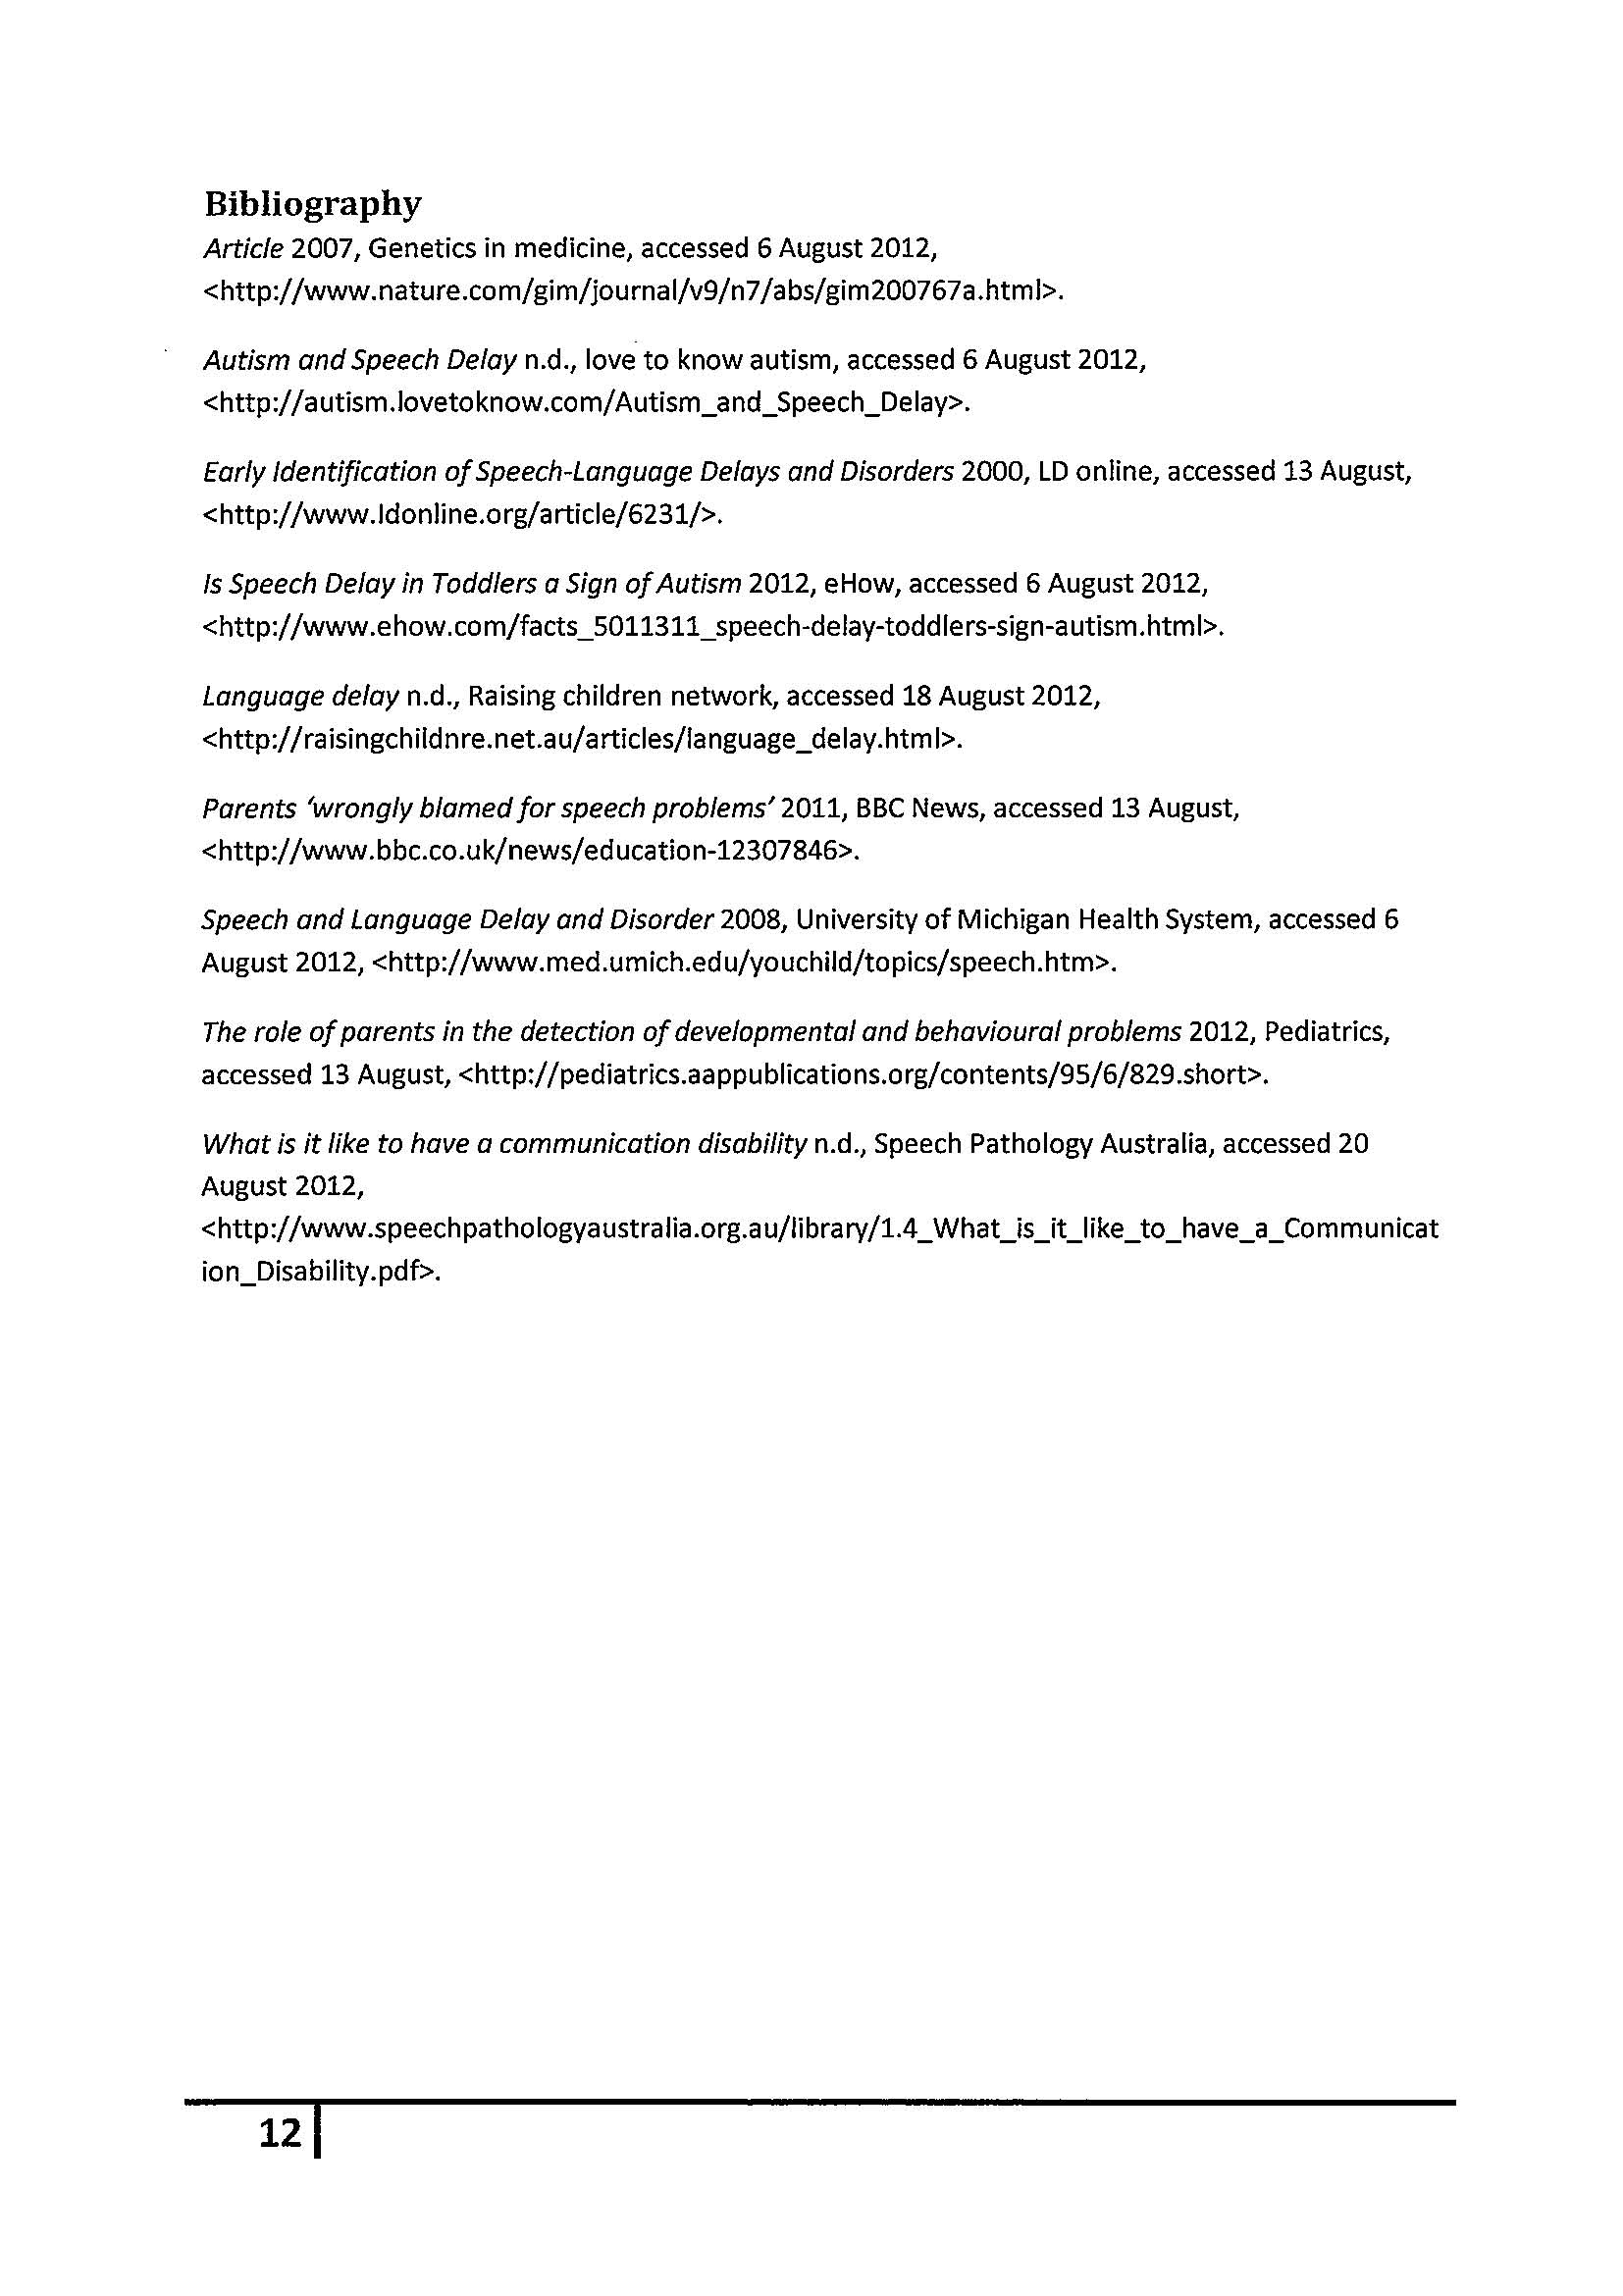 Bibliography
Article 2007, Genetics in medicine, accessed 6 August 2012,
<http://www.nature.com/gim/journal/v9/n7/abs/gim200767a.html>.
Autism and Speech Delay n.d., love to know autism, accessed 6 August 2012,
<http://autism.lovetoknow.com/Autism_and_Speech_Delay>.
Early Identification of Speech-Language Delays and Disorders 2000, LD online, accessed 13 August,
<http://www.ldonline.org/article/6231/>.
Is Speech Delay in Toddlers a Sign of Autism 2012, eHow, accessed 6 August 2012,
<http://www.ehow.com/facts_5011311_speech-delay-toddlers-sign-autism.html>.
Language delay n.d., Raising children network, accessed 18 August 2012,
<http://raisingchildnre.net.au/articles/language_delay.html>.
Parents ‘wrongly blamed for speech problems’ 2011, BBC News, accessed 13 August,
<http://www.bbc.co.uk/news/education-12307846>.
Speech and Language Delay and Disorder 2008, University of Michigan Health System, accessed 6
August 2012, <http://www.med.umich.edu/youchild/topics/speech.htm>.
The role of parents in the detection of developmental and behavioural problems 2012, Pediatrics,
accessed 13 August, <http://pediatrics.aappublications.org/contents/95/6/829.short>.
What is it like to have a communication disability n.d., Speech Pathology Australia, accessed 20
August 2012,
<http://www.speechpathologyaustralia.org.au/library/1.4_What_is_it_like_to_have_a_Communicat
ion_Disability.pdf>.
12